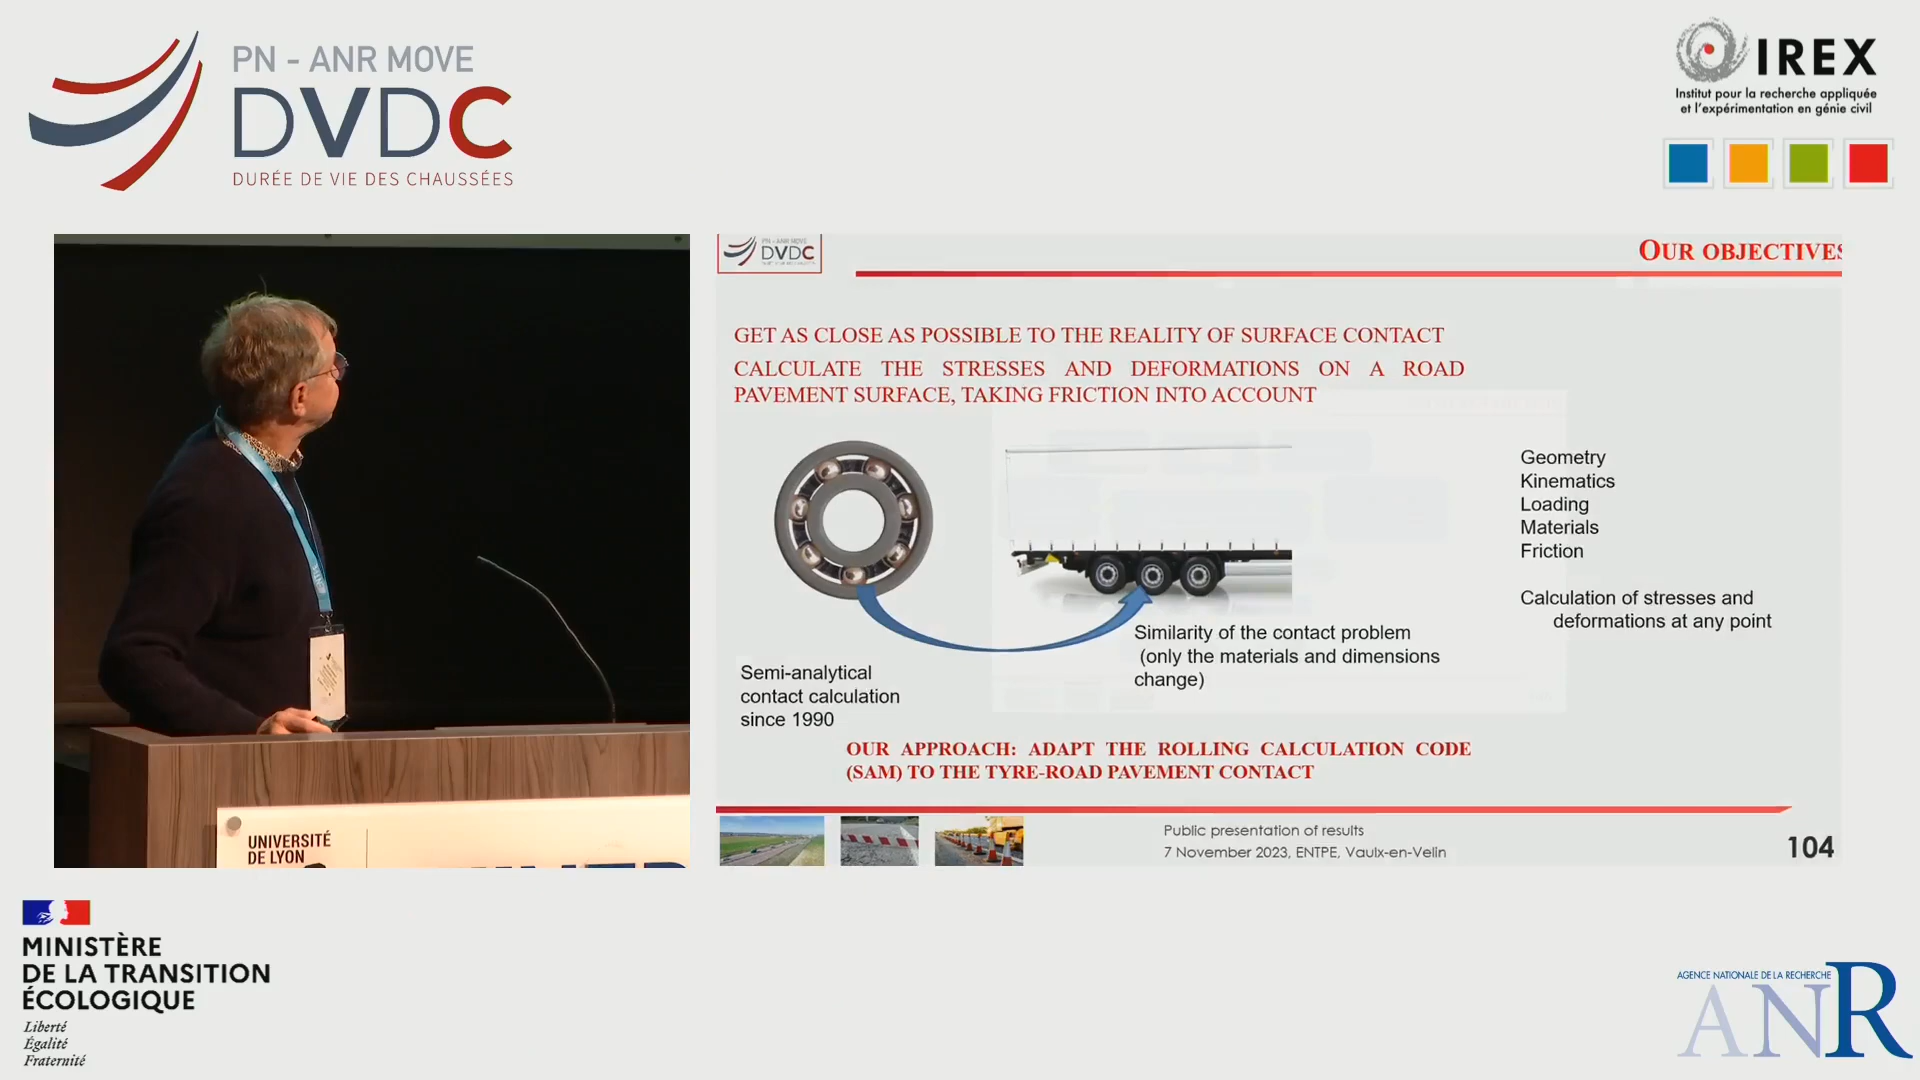 PN - ANR MOVE
DVDC
DURÉE DE VIE DES CHAUSSÉES
IREX
Institut pour la recherche appliquée
et l'expérimentation en génie civil
UNIVERSITÉ
DE LYON
PN - ANR MOVE
DVDC
OUR OBJECTIVES
GET AS CLOSE AS POSSIBLE TO THE REALITY OF SURFACE CONTACT
CALCULATE THE STRESSES AND DEFORMATIONS ON A ROAD
PAVEMENT SURFACE, TAKING FRICTION INTO ACCOUNT
Geometry
Kinematics
Loading
Materials
Friction
Calculation of stresses and
deformations at any point
Similarity of the contact problem
(only the materials and dimensions
change)
Semi-analytical
contact calculation
since 1990
OUR APPROACH: ADAPT THE ROLLING CALCULATION CODE
(SAM) TO THE TYRE-ROAD PAVEMENT CONTACT
Public presentation of results
7 November 2023, ENTPE, Vaulx-en-Velin
104
MINISTÈRE
DE LA TRANSITION
ÉCOLOGIQUE
Liberté
Égalité
Fraternité
AGENCE NATIONALE DE LA RECHERCHE
ANR